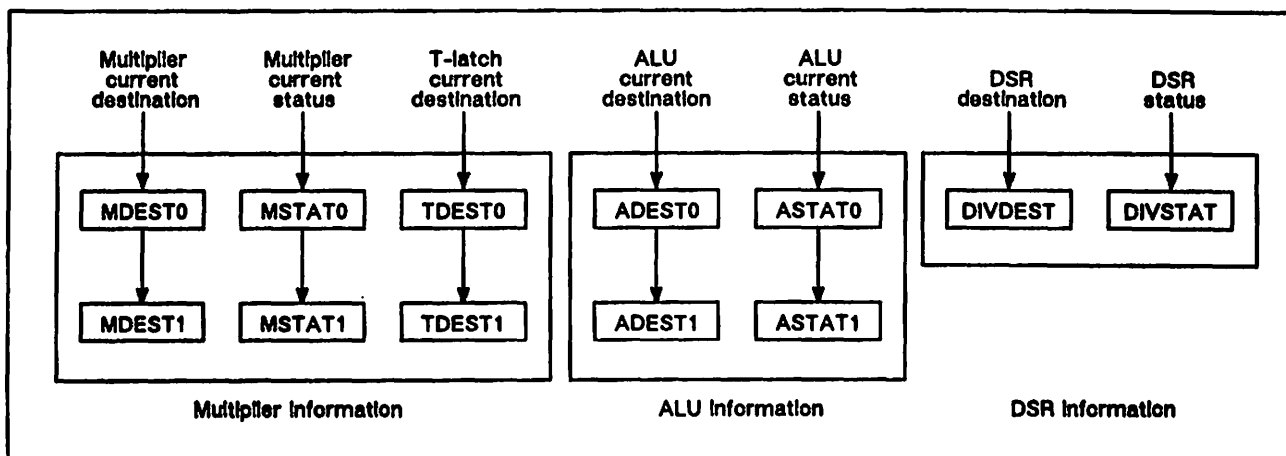 Multiplier current destination
Multiplier current status
T-latch current destination
ALU current destination
ALU current status
DSR destination
DSR status
MDEST0
MSTAT0
TDEST0
ADEST0
ASTAT0
DIVDEST
DIVSTAT
MDEST1
MSTAT1
TDEST1
ADEST1
ASTAT1
Multiplier Information
ALU Information
DSR Information